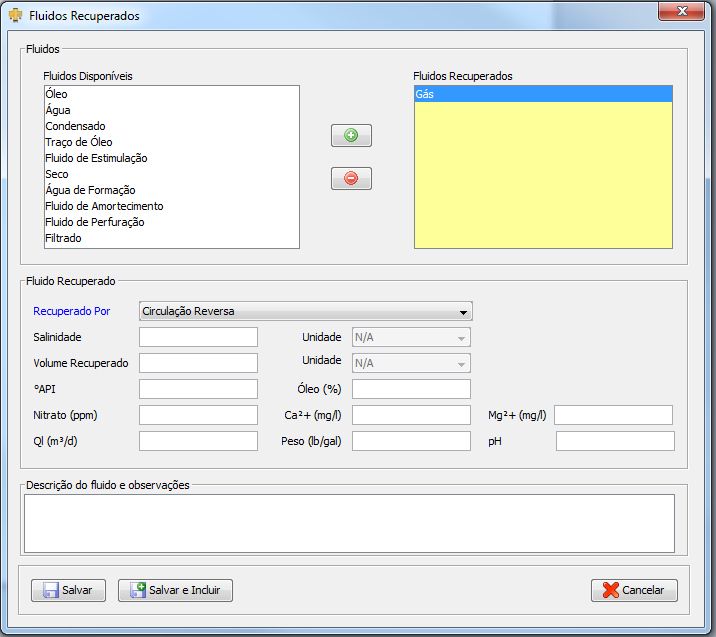 Fluidos Recuperados
Fluidos
Fluidos Disponíveis
Fluidos Recuperados
Óleo
Água
Condensado
Traço de Óleo
Fluido de Estimulação
Seco
Água de Formação
Fluido de Amortecimento
Fluido de Perfuração
Filtrado
Gás
Fluido Recuperado
Recuperado Por Circulação Reversa
Salinidade Unidade N/A
Volume Recuperado Unidade N/A
ºAPI Óleo (%)
Nitrato (ppm) Ca²+ (mg/l) Mg²+ (mg/l)
Ql (m³/d) Peso (lb/gal) pH
Descrição do fluido e observações
Salvar Salvar e Incluir Cancelar